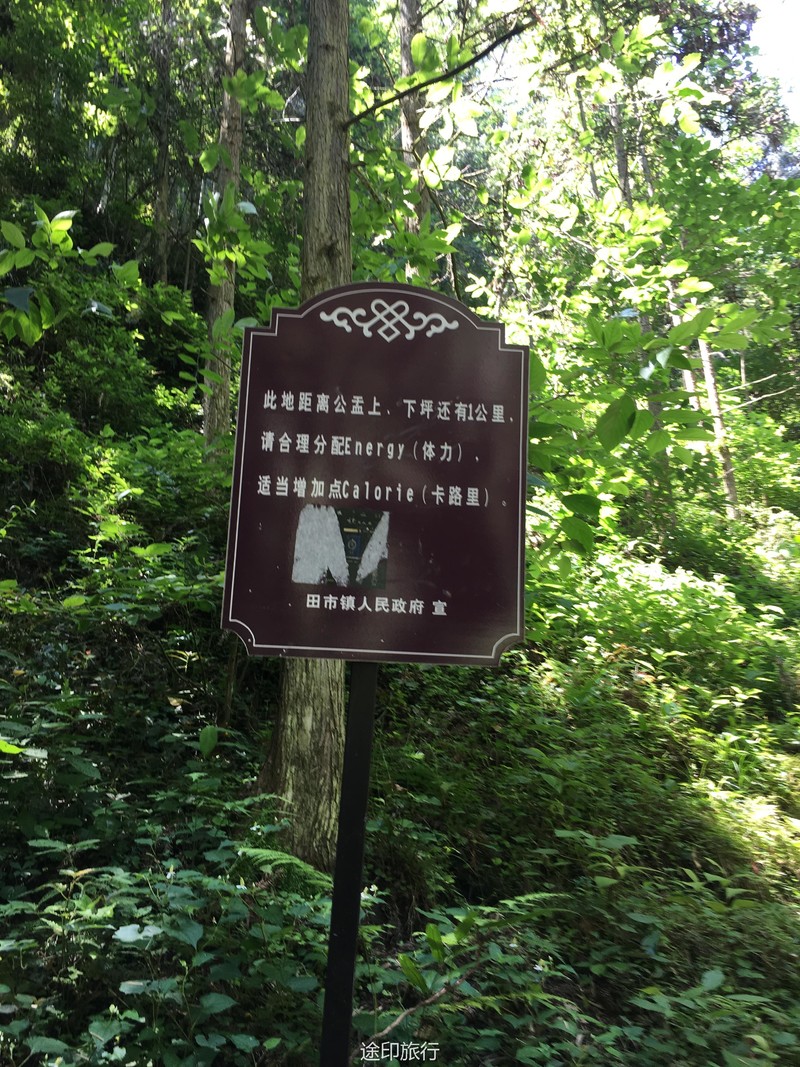 此地距离公盂上、下坪还有1公里、
请合理分配Energy(体力)、
适当增加点Calorie(卡路里)。
田市镇人民政府 宣
途印旅行